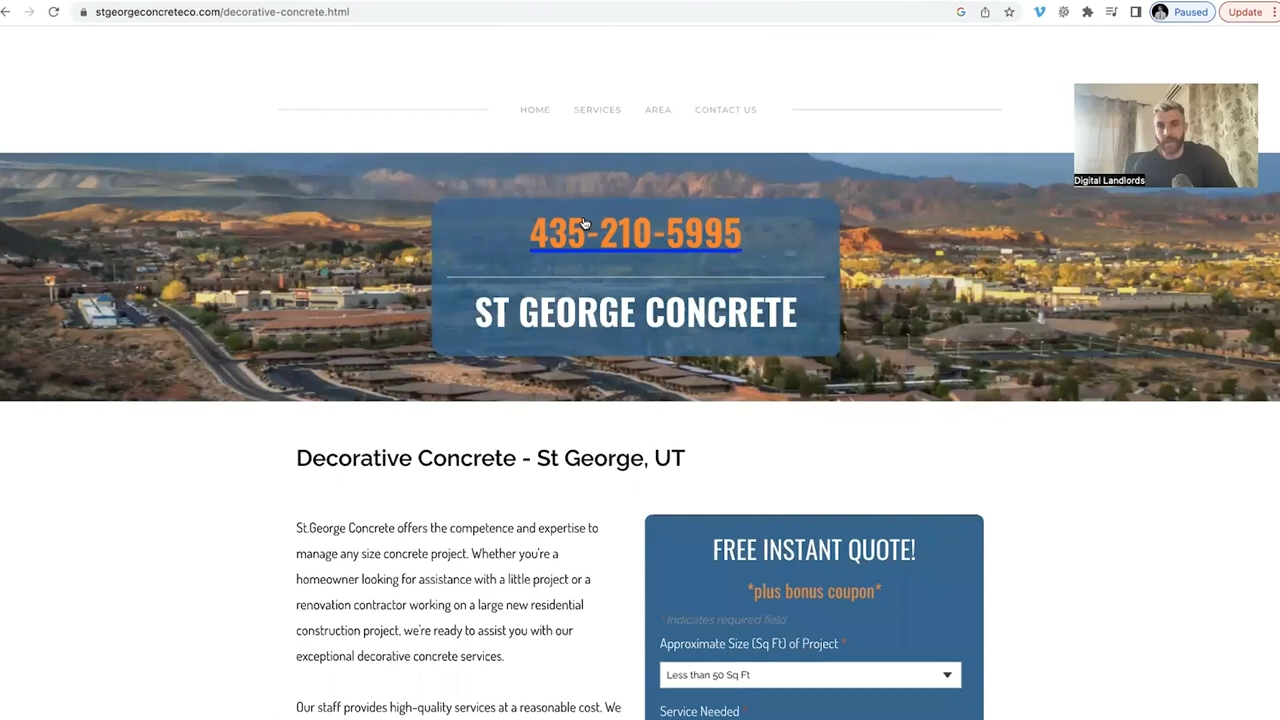 stgeorgeconcreteco.com/decorative-concrete.html
Paused
Update
HOME SERVICES AREA CONTACT US
Digital Landlords
435-210-5995
ST GEORGE CONCRETE
Decorative Concrete - St George, UT
St.George Concrete offers the competence and expertise to
manage any size concrete project. Whether you're a
homeowner looking for assistance with a little project or a
renovation contractor working on a large new residential
construction project, we're ready to assist you with our
exceptional decorative concrete services.
Our staff provides high-quality services at a reasonable cost. We
FREE INSTANT QUOTE!
*plus bonus coupon*
* Indicates required field
Approximate Size (Sq Ft) of Project *
Less than 50 Sq Ft
Service Needed *